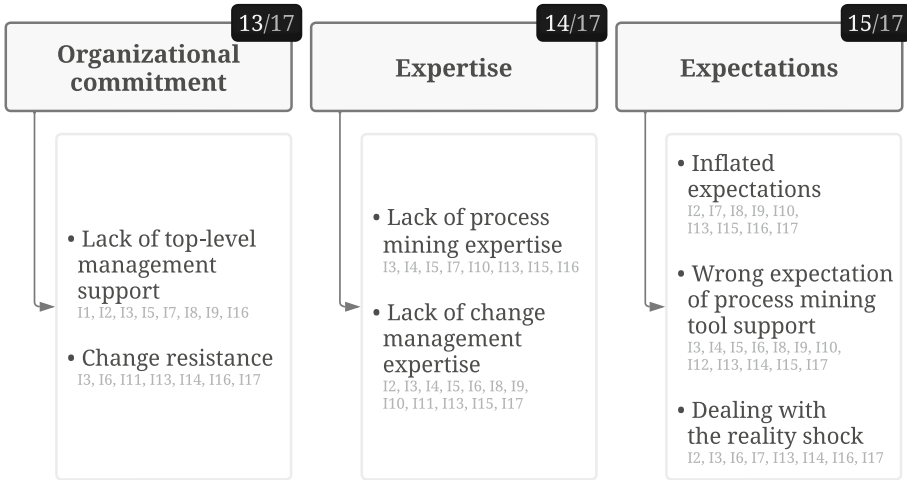 13/17
Organizational
commitment
• Lack of top-level
management
support
I1, I2, I3, I5, I7, I8, I9, I16
• Change resistance
I3, I6, I11, I13, I14, I16, I17
14/17
Expertise
• Lack of process
mining expertise
I3, I4, I5, I7, I10, I13, I15, I16
• Lack of change
management
expertise
I2, I3, I4, I5, I6, I8, I9,
I10, I11, I13, I15, I17
15/17
Expectations
• Inflated
expectations
I2, I7, I8, I9, I10,
I13, I15, I16, I17
• Wrong expectation
of process mining
tool support
I3, I4, I5, I6, I8, I9, I10,
I12, I13, I14, I15, I17
• Dealing with
the reality shock
I2, I3, I6, I7, I13, I14, I16, I17